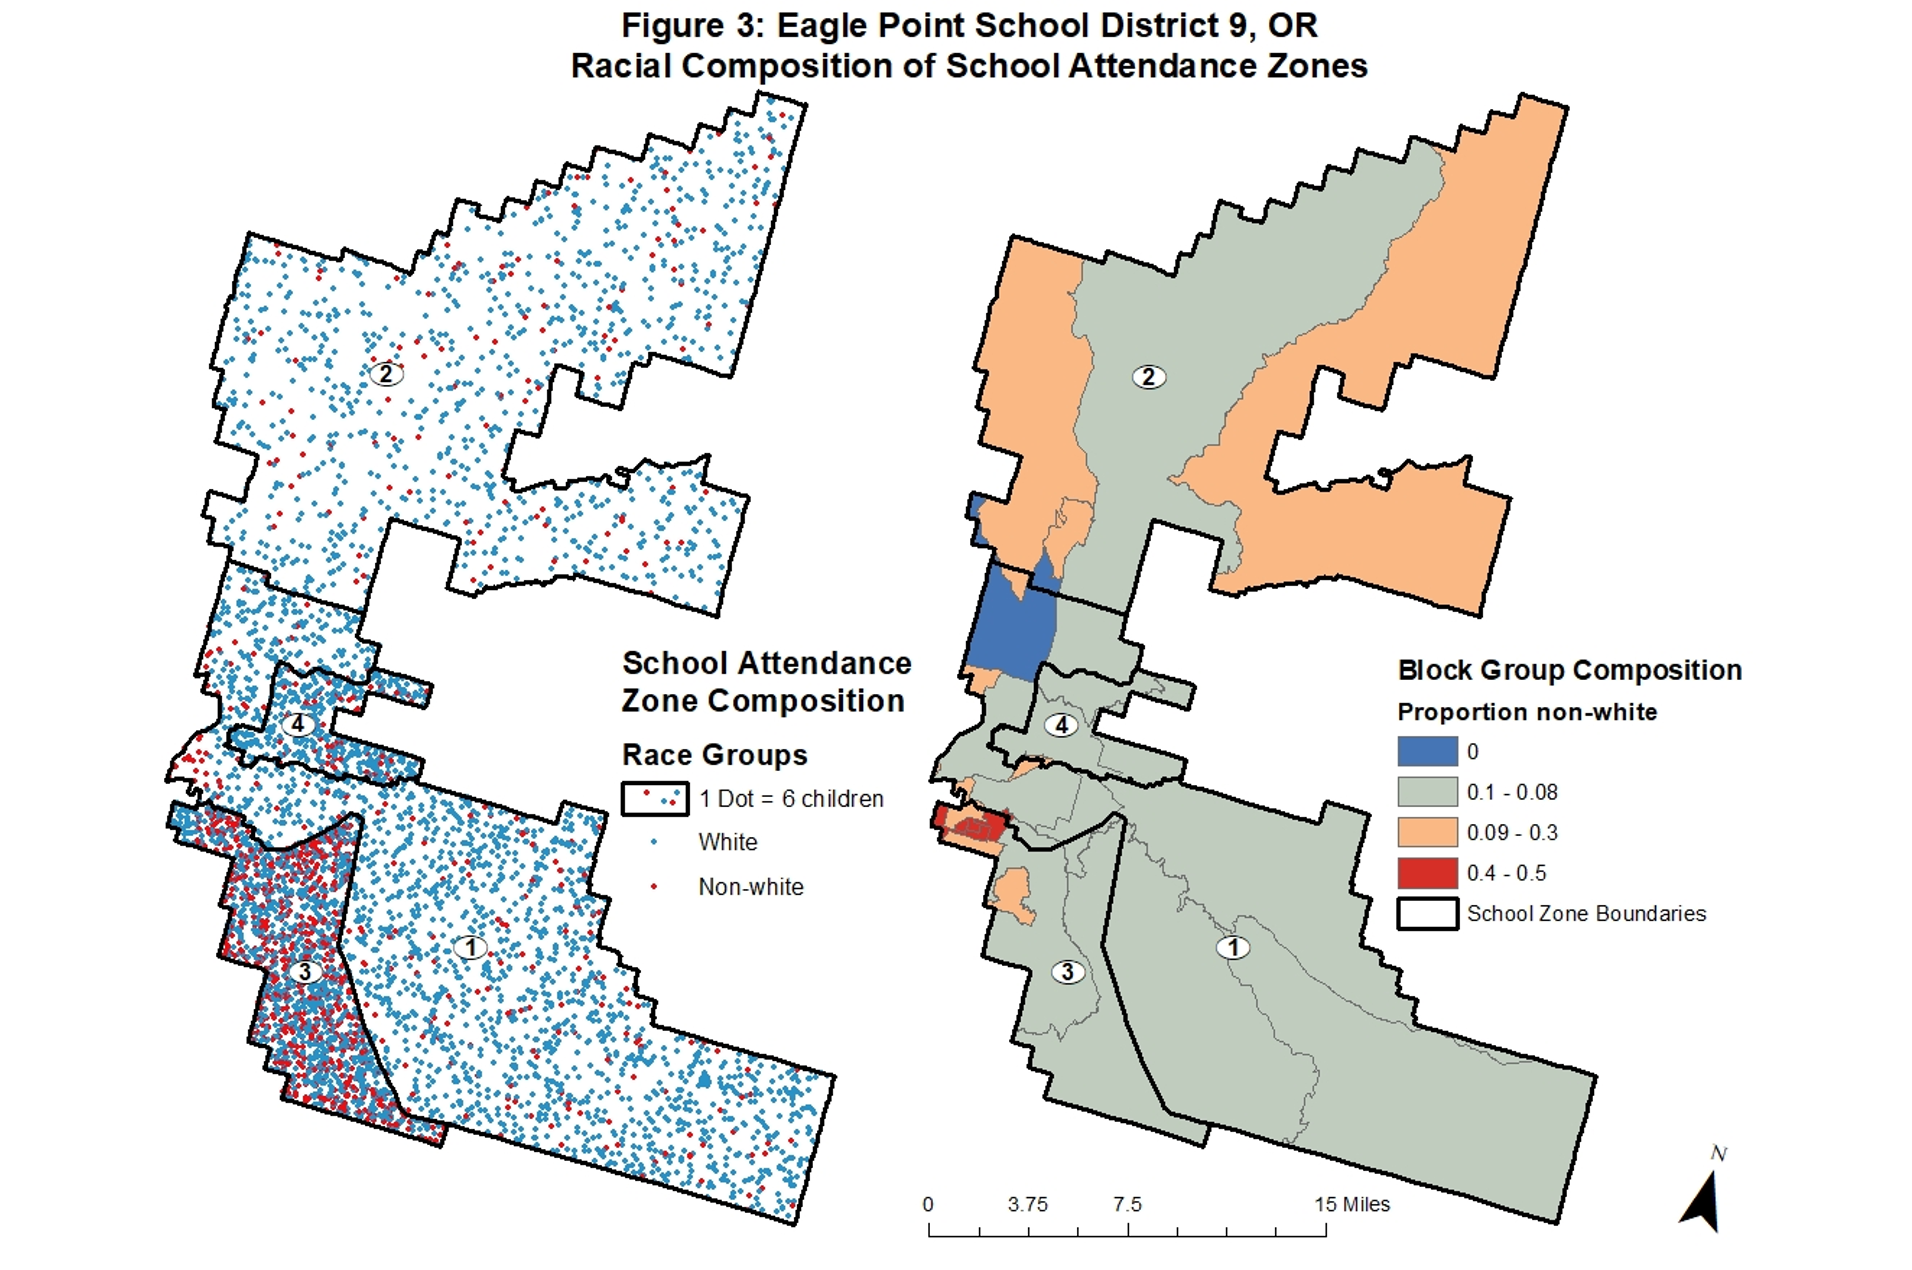 Figure 3: Eagle Point School District 9, OR
Racial Composition of School Attendance Zones
2
4
3
1
School Attendance
Zone Composition
Race Groups
1 Dot = 6 children
White
Non-white
2
4
3
1
Block Group Composition
Proportion non-white
0
0.1 - 0.08
0.09 - 0.3
0.4 - 0.5
School Zone Boundaries
0 3.75 7.5 15 Miles
N